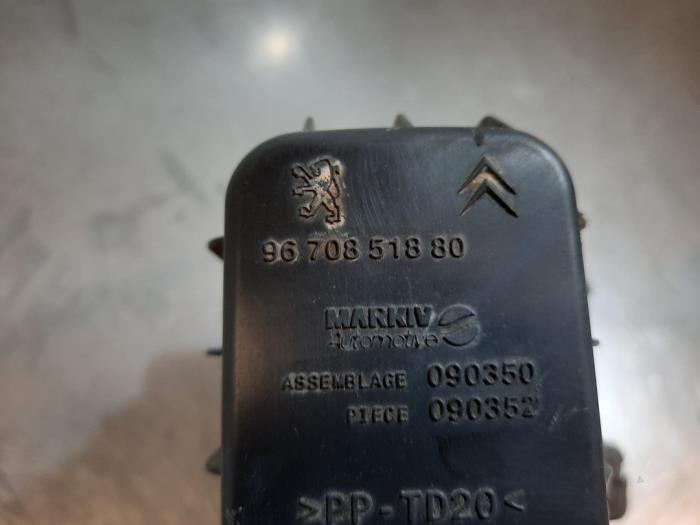 96 708 518 80
MARKIV
Automotive
ASSEMBLAGE 090350
PIECE 090352
>PP-TD20<